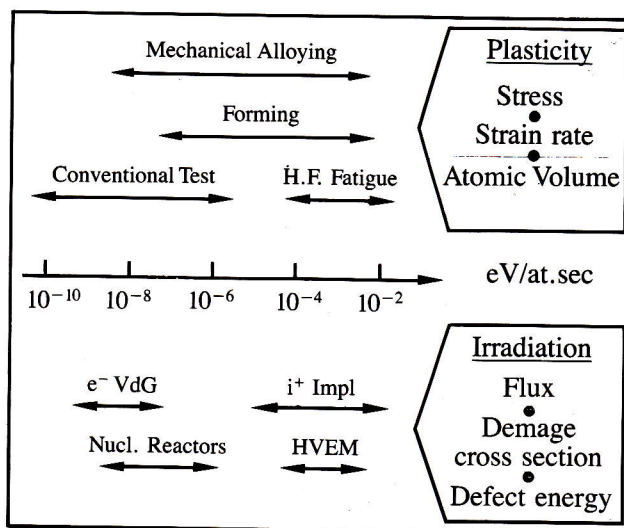 Mechanical Alloying
Forming
Conventional Test
H.F. Fatigue
Plasticity
Stress
Strain rate
Atomic Volume
10⁻¹⁰
10⁻⁸
10⁻⁶
10⁻⁴
10⁻²
eV/at.sec
e⁻ VdG
i⁺ Impl
Nucl. Reactors
HVEM
Irradiation
Flux
Demage
cross section
Defect energy